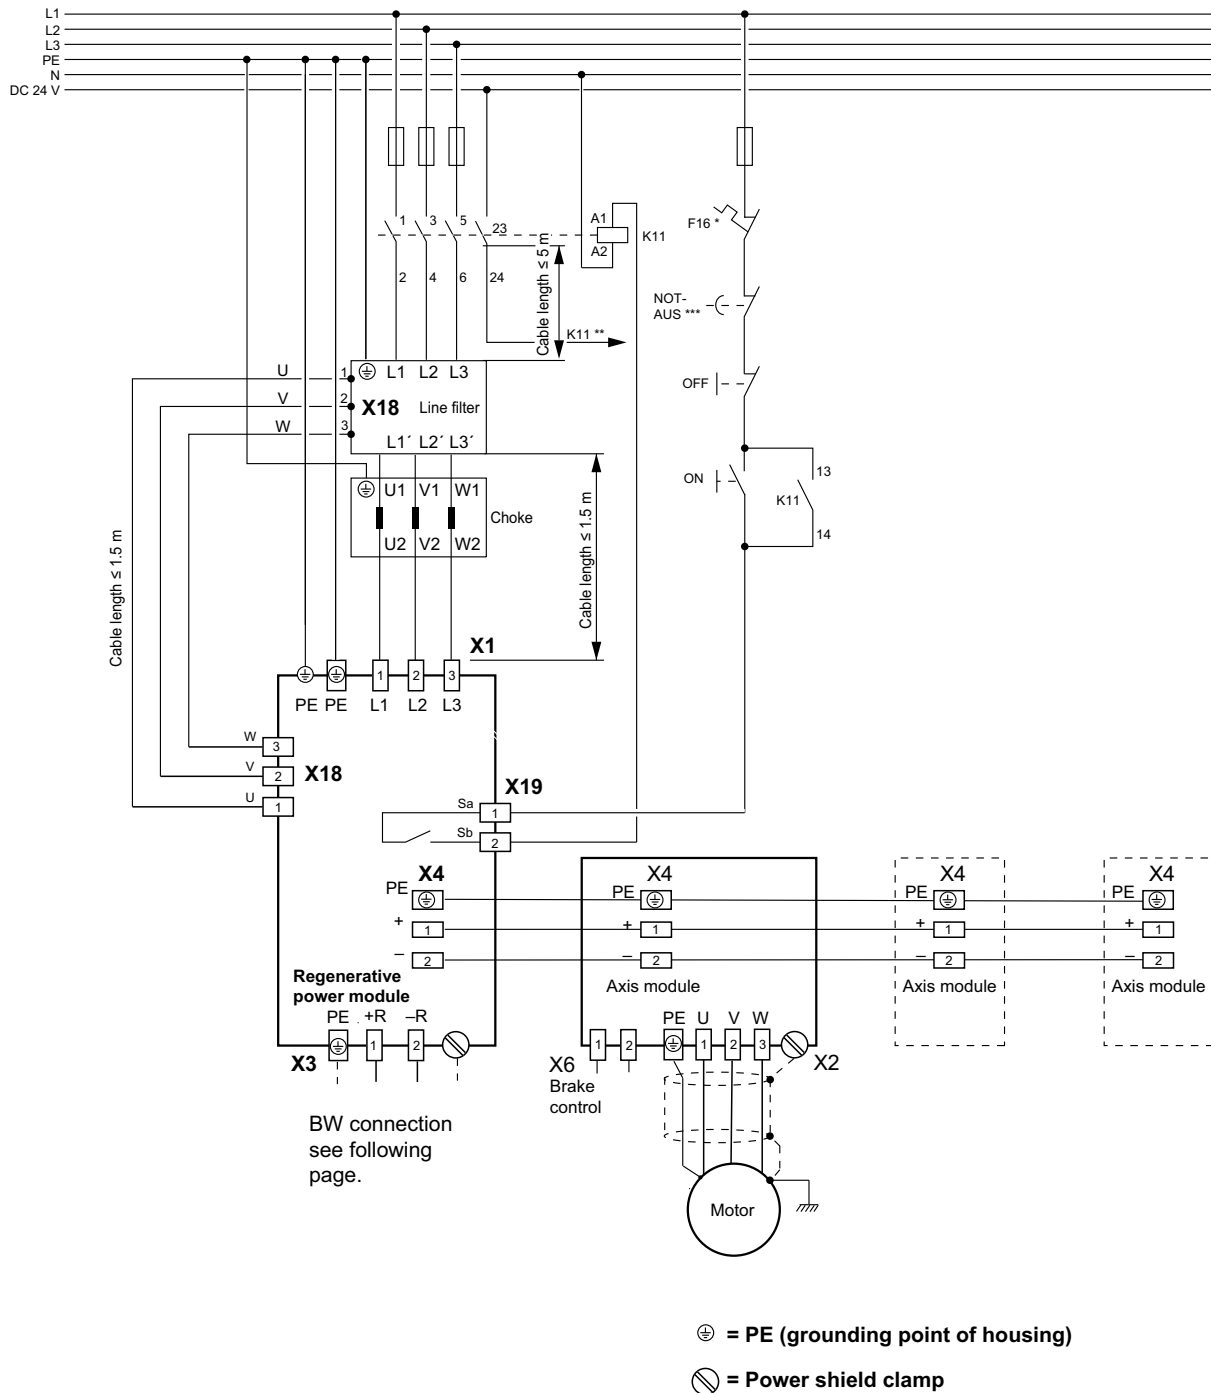 L1
L2
L3
PE
N
DC 24 V
1
3
5
23
A1
K11
A2
F16 *
2
4
6
24
Cable length ≤ 5 m
K11 **
NOT-
AUS ***
U
1
L1 L2 L3
V
2
X18 Line filter
W
3
L1´ L2´ L3´
OFF
U1 V1 W1
Choke
U2 V2 W2
Cable length ≤ 1.5 m
ON
13
K11
14
Cable length ≤ 1.5 m
X1
1 2 3
PE PE L1 L2 L3
W
3
V
2
X18
U
1
X19
Sa
1
Sb
2
X4
PE
+
1
–
2
X4
PE
+
1
–
2
Axis module
X4
PE
+
1
–
2
Axis module
X4
PE
+
1
–
2
Axis module
Regenerative
power module
PE +R –R
1 2
X3
PE U V W
1 2
1 2 3
X6
X2
Brake
control
BW connection
see following
page.
Motor
= PE (grounding point of housing)
= Power shield clamp